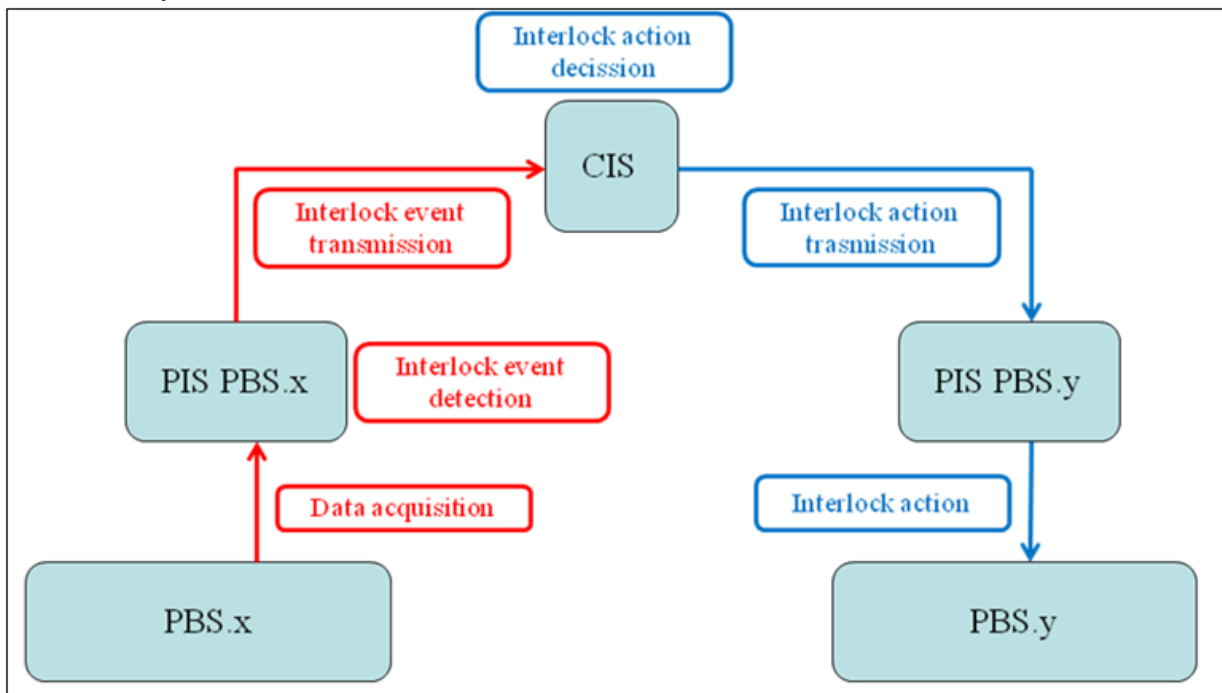 Interlock action
decission
CIS
Interlock event
transmission
Interlock action
trasmission
PIS PBS.x
Interlock event
detection
PIS PBS.y
Data acquisition
Interlock action
PBS.x
PBS.y